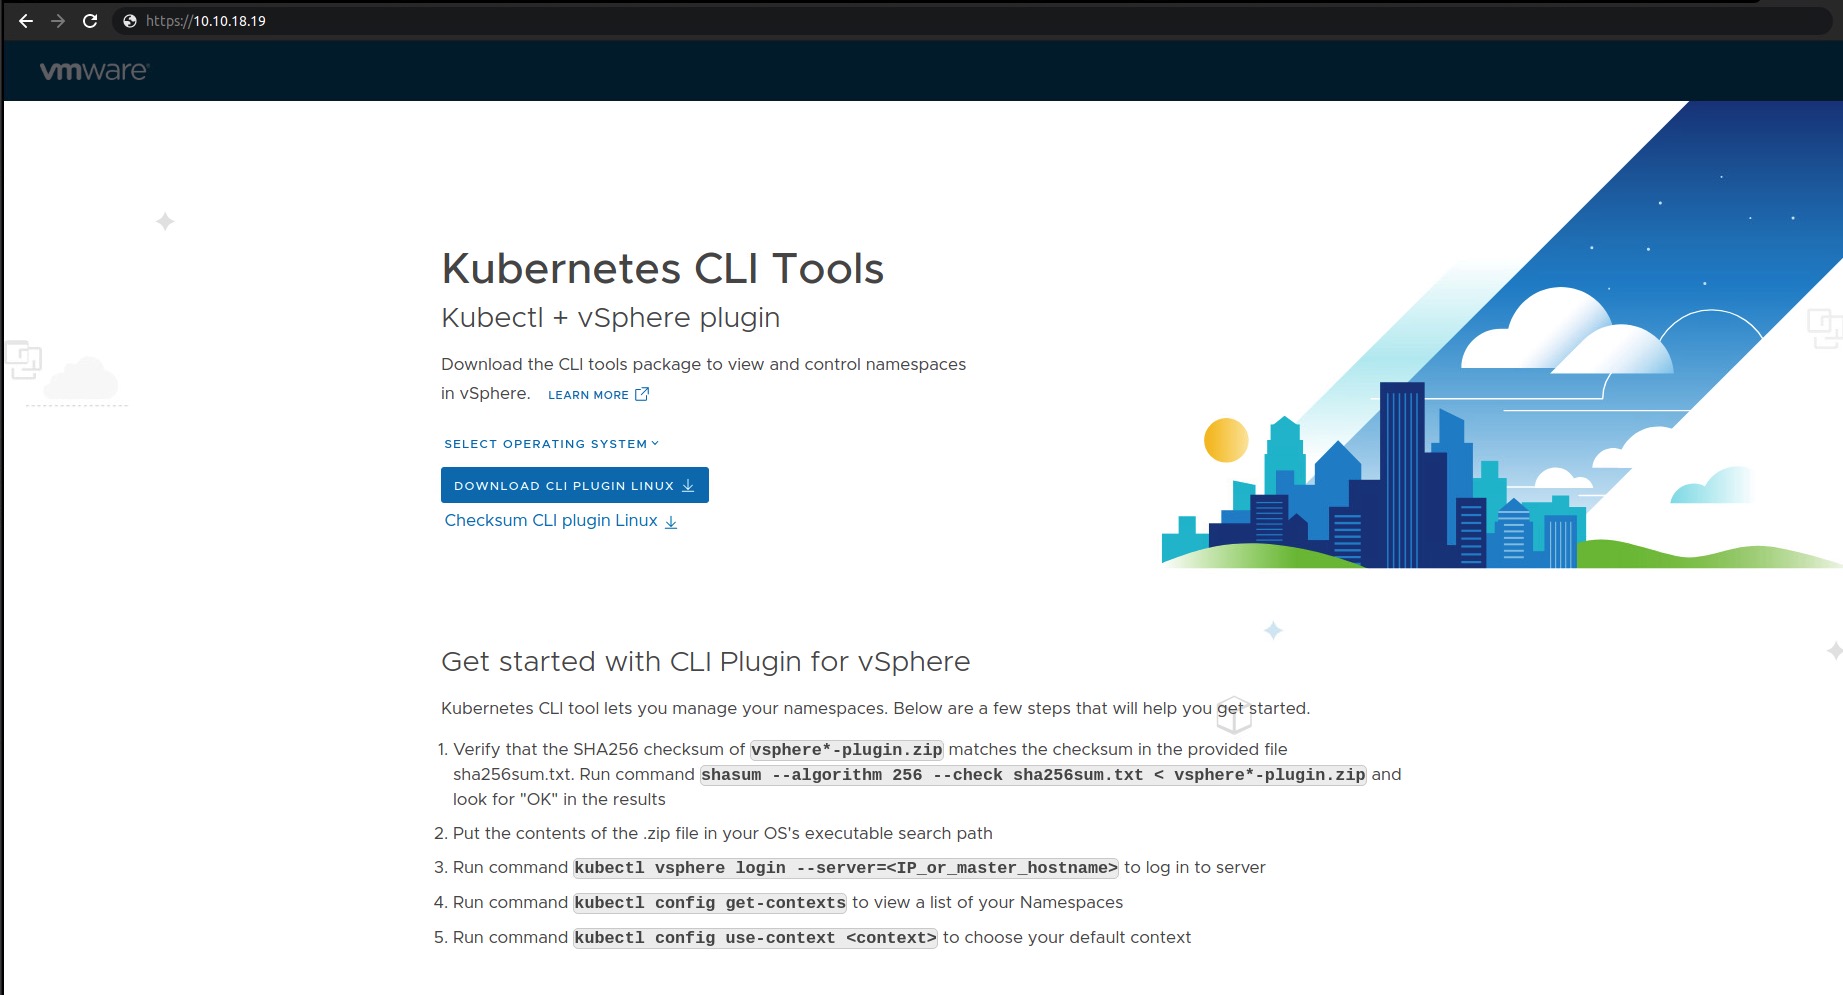 https://10.10.18.19
vmware
Kubernetes CLI Tools
Kubectl + vSphere plugin
Download the CLI tools package to view and control namespaces
in vSphere. LEARN MORE
SELECT OPERATING SYSTEM
DOWNLOAD CLI PLUGIN LINUX
Checksum CLI plugin Linux
Get started with CLI Plugin for vSphere
Kubernetes CLI tool lets you manage your namespaces. Below are a few steps that will help you get started.
1. Verify that the SHA256 checksum of vsphere*-plugin.zip matches the checksum in the provided file
sha256sum.txt. Run command shasum --algorithm 256 --check sha256sum.txt < vsphere*-plugin.zip and
look for "OK" in the results
2. Put the contents of the .zip file in your OS's executable search path
3. Run command kubectl vsphere login --server=<IP_or_master_hostname> to log in to server
4. Run command kubectl config get-contexts to view a list of your Namespaces
5. Run command kubectl config use-context <context> to choose your default context